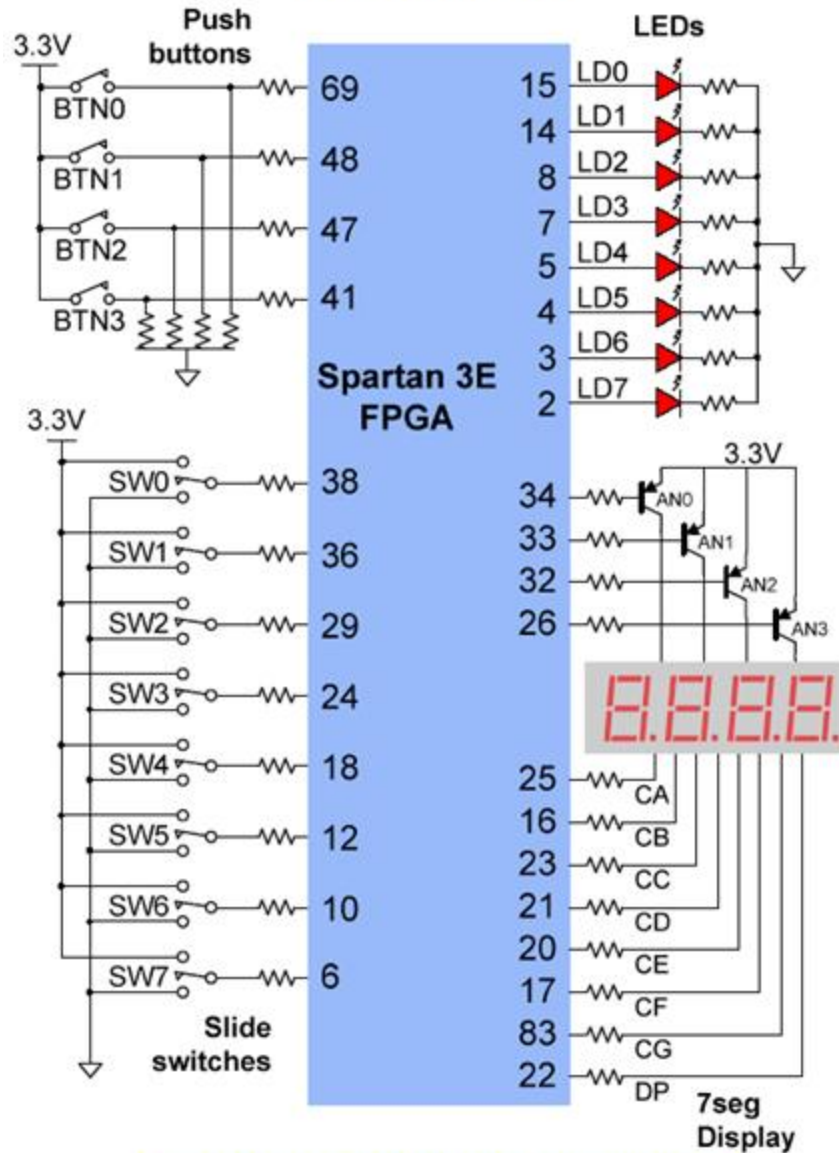 Push
buttons
3.3V
BTN0
BTN1
BTN2
BTN3
69
48
47
41
LEDs
15 LD0
14 LD1
8 LD2
7 LD3
5 LD4
4 LD5
3 LD6
2 LD7
Spartan 3E
FPGA
3.3V
SW0 38
SW1 36
SW2 29
SW3 24
SW4 18
SW5 12
SW6 10
SW7 6
Slide
switches
3.3V
34 AN0
33 AN1
32 AN2
26 AN3
8.8.8.8.
25 CA
16 CB
23 CC
21 CD
20 CE
17 CF
83 CG
22 DP
7seg
Display